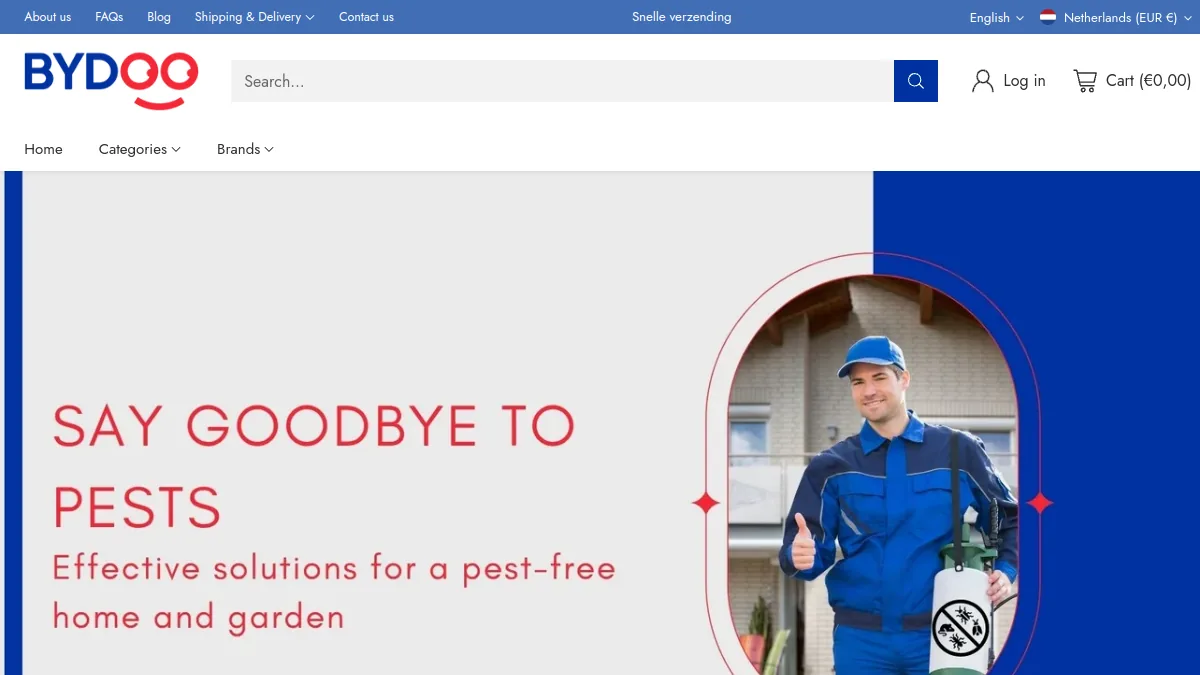 About us FAQs Blog Shipping & Delivery Contact us Snelle verzending English Netherlands (EUR €)
BYDOO
Search...
Log in
Cart (€0,00)
Home Categories Brands
SAY GOODBYE TO
PESTS
Effective solutions for a pest-free
home and garden